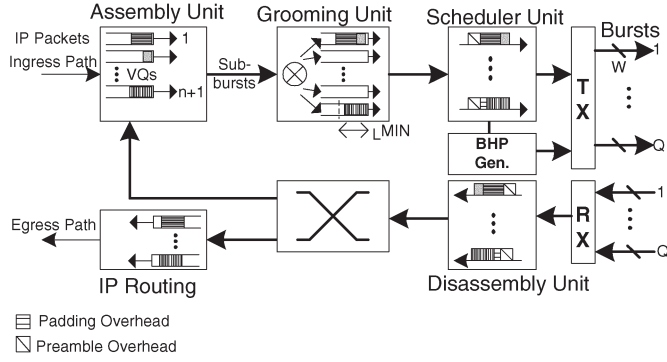 Assembly Unit
Grooming Unit
Scheduler Unit
Bursts
IP Packets
Ingress Path
1
VQs
n+1
Sub-
bursts
L MIN
BHP
Gen.
T
X
1
W
Q
Egress Path
IP Routing
Disassembly Unit
R
X
1
Q
Padding Overhead
Preamble Overhead